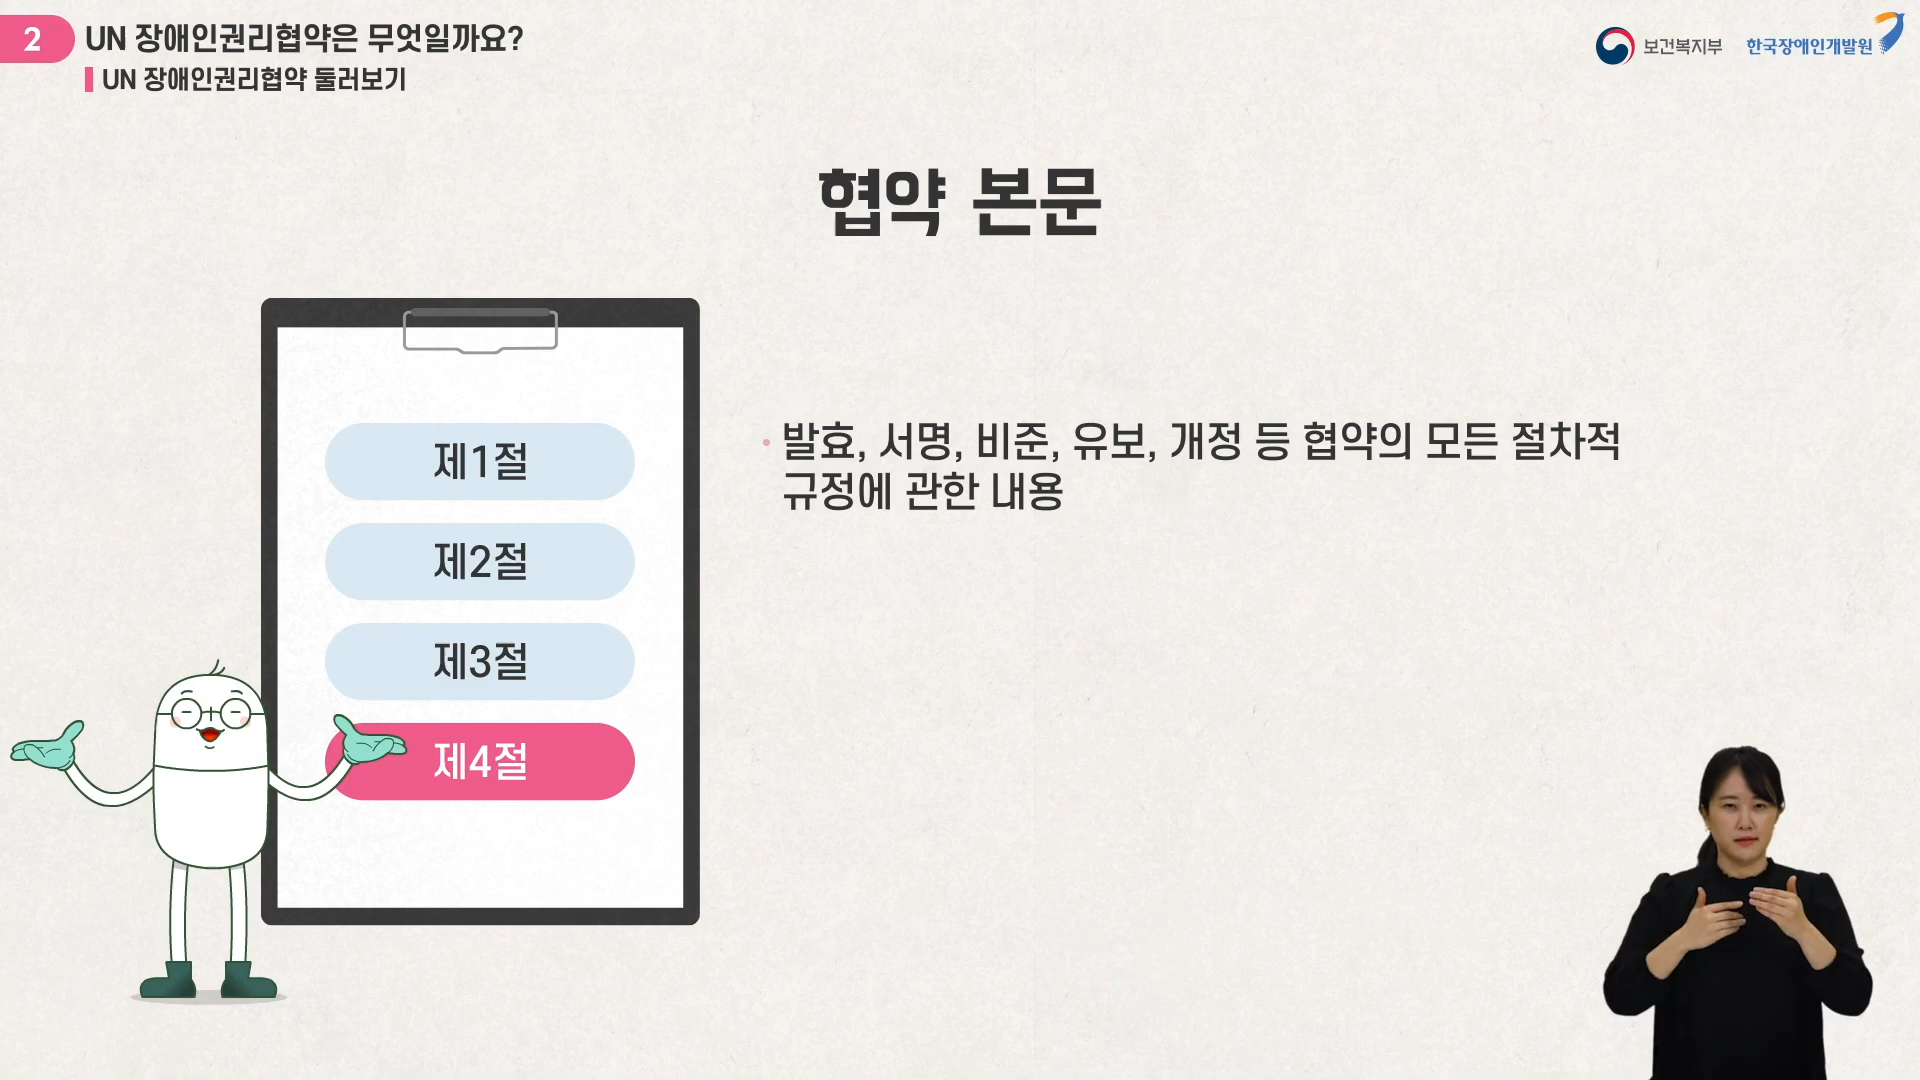 2
UN 장애인권리협약은 무엇일까요?
UN 장애인권리협약 둘러보기
보건복지부
한국장애인개발원
협약 본문
제1절
제2절
제3절
제4절
· 발효, 서명, 비준, 유보, 개정 등 협약의 모든 절차적
규정에 관한 내용